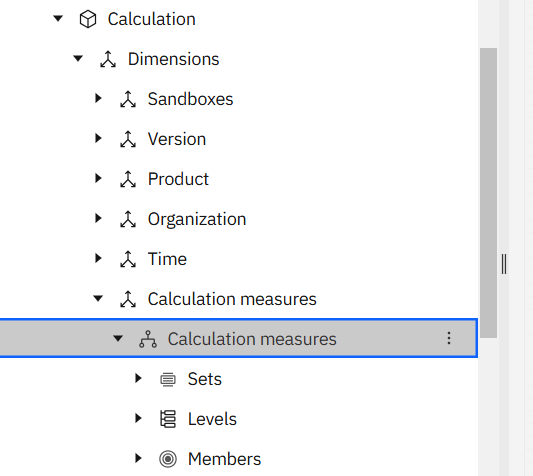 Calculation
Dimensions
Sandboxes
Version
Product
Organization
Time
Calculation measures
Calculation measures
Sets
Levels
Members